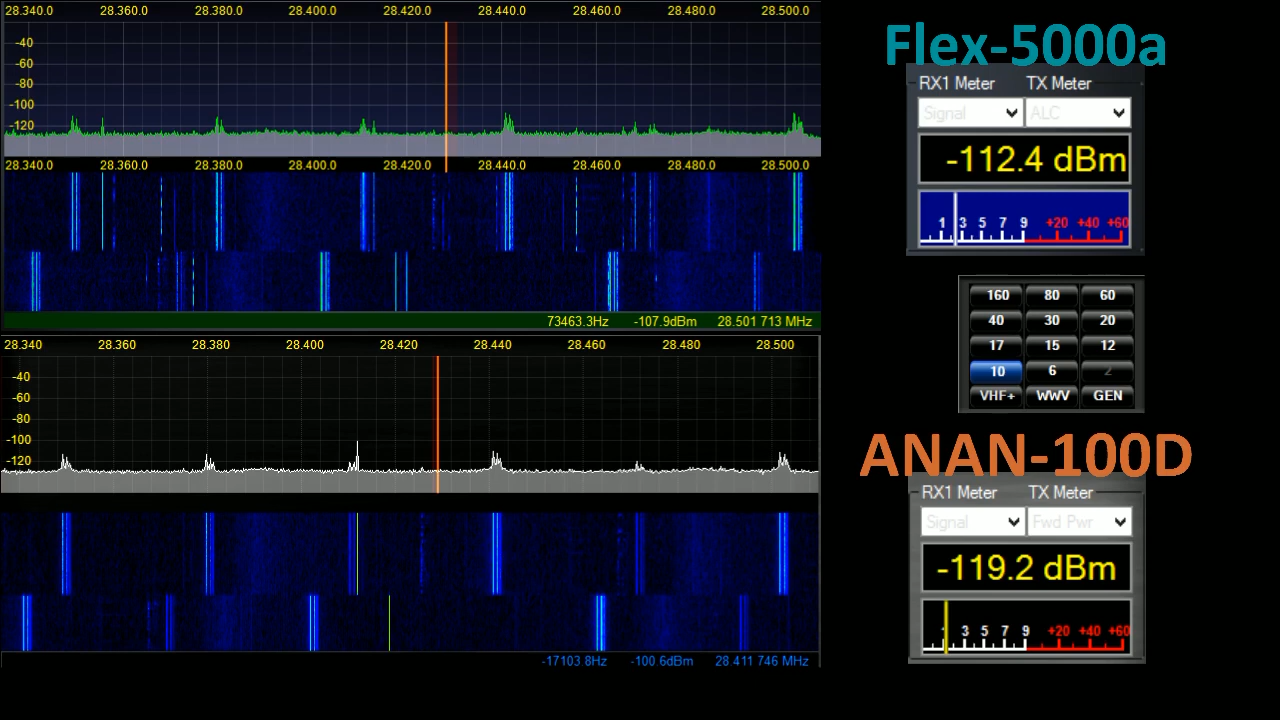 28.340.0 28.360.0 28.380.0 28.400.0 28.420.0 28.440.0 28.460.0 28.480.0 28.500.0
-40
-60
-80
-100
-120
28.340.0 28.360.0 28.380.0 28.400.0 28.420.0 28.440.0 28.460.0 28.480.0 28.500.0
73463.3Hz -107.9dBm 28.501 713 MHz
Flex-5000a
RX1 Meter TX Meter
Signal ALC
-112.4 dBm
1 3 5 7 9 +20 +40 +60
160 80 60
40 30 20
17 15 12
10 6 2
VHF+ WWV GEN
28.340 28.360 28.380 28.400 28.420 28.440 28.460 28.480 28.500
-40
-60
-80
-100
-120
-17103 8Hz -100 6dBm 28 411 746 MHz
ANAN-100D
RX1 Meter TX Meter
Signal Fwd Pwr
-119.2 dBm
3 5 7 9 +20 +40 +60